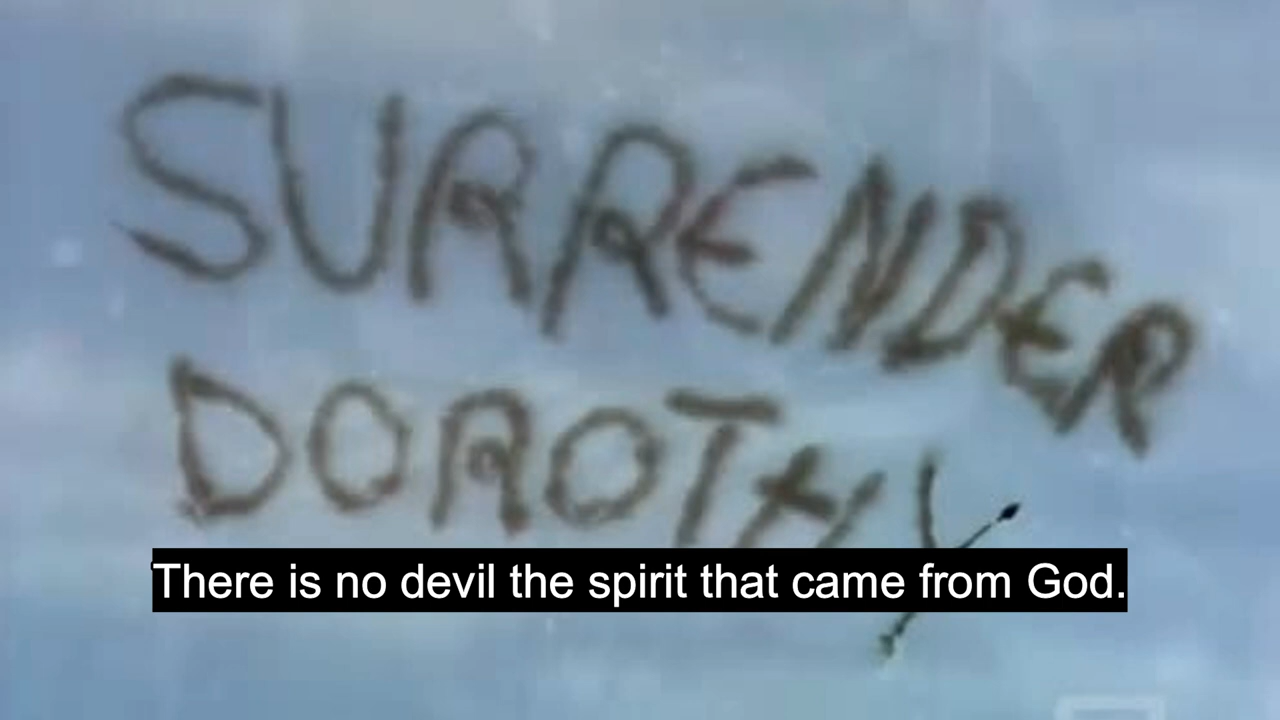 SURRENDER
DOROTHY
There is no devil the spirit that came from God.